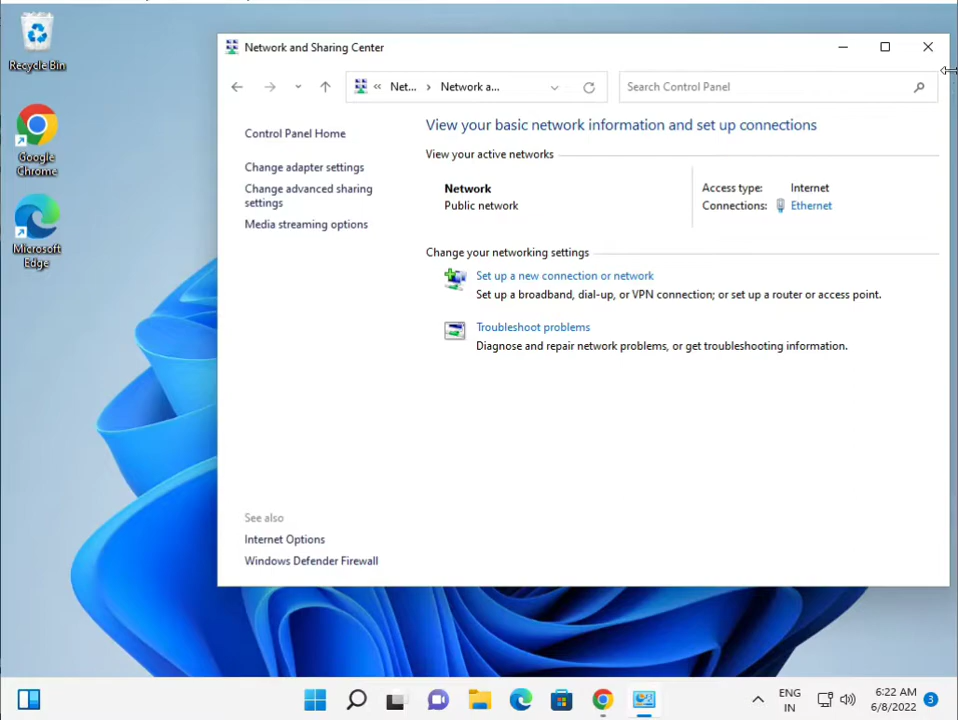 Recycle Bin
Google
Chrome
Microsoft
Edge
Network and Sharing Center
« Net... › Network a...
Search Control Panel
Control Panel Home
Change adapter settings
Change advanced sharing
settings
Media streaming options
View your basic network information and set up connections
View your active networks
Network
Public network
Access type: Internet
Connections: Ethernet
Change your networking settings
Set up a new connection or network
Set up a broadband, dial-up, or VPN connection; or set up a router or access point.
Troubleshoot problems
Diagnose and repair network problems, or get troubleshooting information.
See also
Internet Options
Windows Defender Firewall
ENG
IN
6:22 AM
6/8/2022
3